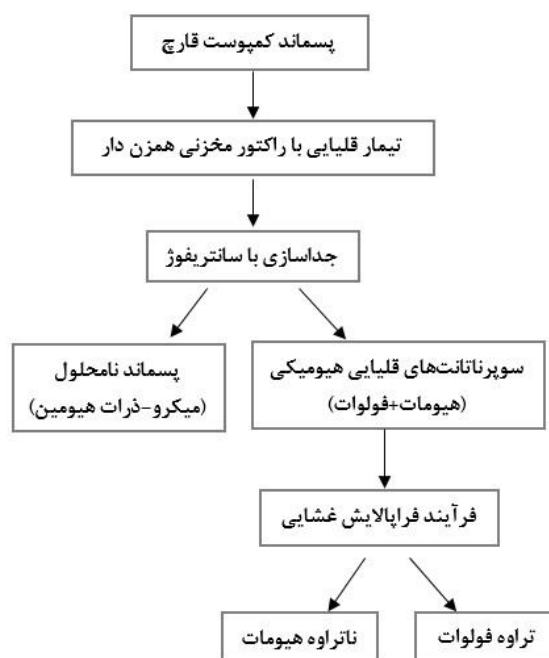 پسماند کمپوست قارچ
تیمار قلیایی با راکتور مخزنی همزن دار
جداسازی با سانتریفوژ
سوپرناتانت‌های قلیایی هیومیکی
(هیومات+فولوات)
پسماند نامحلول
(میکرو-ذرات هیومین)
فرآیند فراپالایش غشایی
تراوه فولوات
ناتراوه هیومات